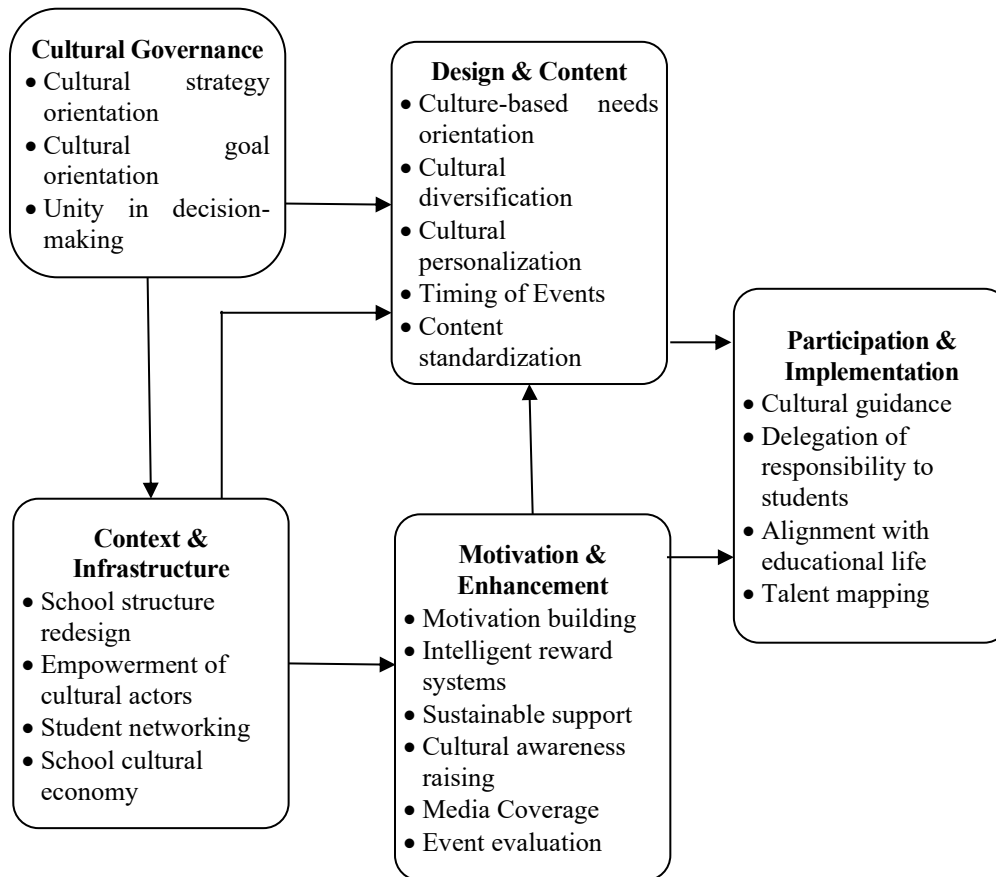 Cultural Governance
• Cultural strategy
orientation
• Cultural goal
orientation
• Unity in decision-
making
Design & Content
• Culture-based needs
orientation
• Cultural
diversification
• Cultural
personalization
• Timing of Events
• Content
standardization
Participation &
Implementation
• Cultural guidance
• Delegation of
responsibility to
students
• Alignment with
educational life
• Talent mapping
Context &
Infrastructure
• School structure
redesign
• Empowerment of
cultural actors
• Student networking
• School cultural
economy
Motivation &
Enhancement
• Motivation building
• Intelligent reward
systems
• Sustainable support
• Cultural awareness
raising
• Media Coverage
• Event evaluation